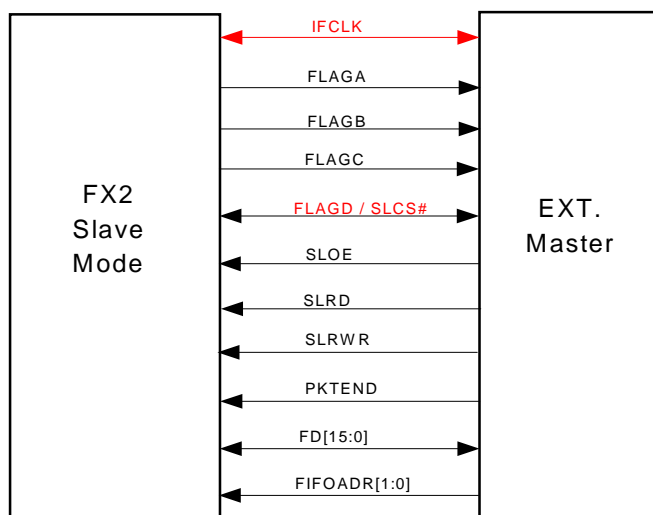 IFCLK
FLAGA
FLAGB
FLAGC
FX2
Slave
Mode
FLAGD / SLCS#
EXT.
Master
SLOE
SLRD
SLRWR
PKTEND
FD[15:0]
FIFOADR[1:0]